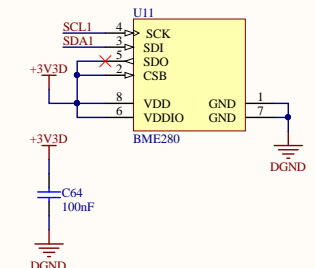 U11
SCL1 4 SCK
SDA1 3 SDI
5 SDO
+3V3D 2 CSB
8 VDD GND 1
6 VDDIO GND 7
BME280
+3V3D
DGND
C64
100nF
DGND